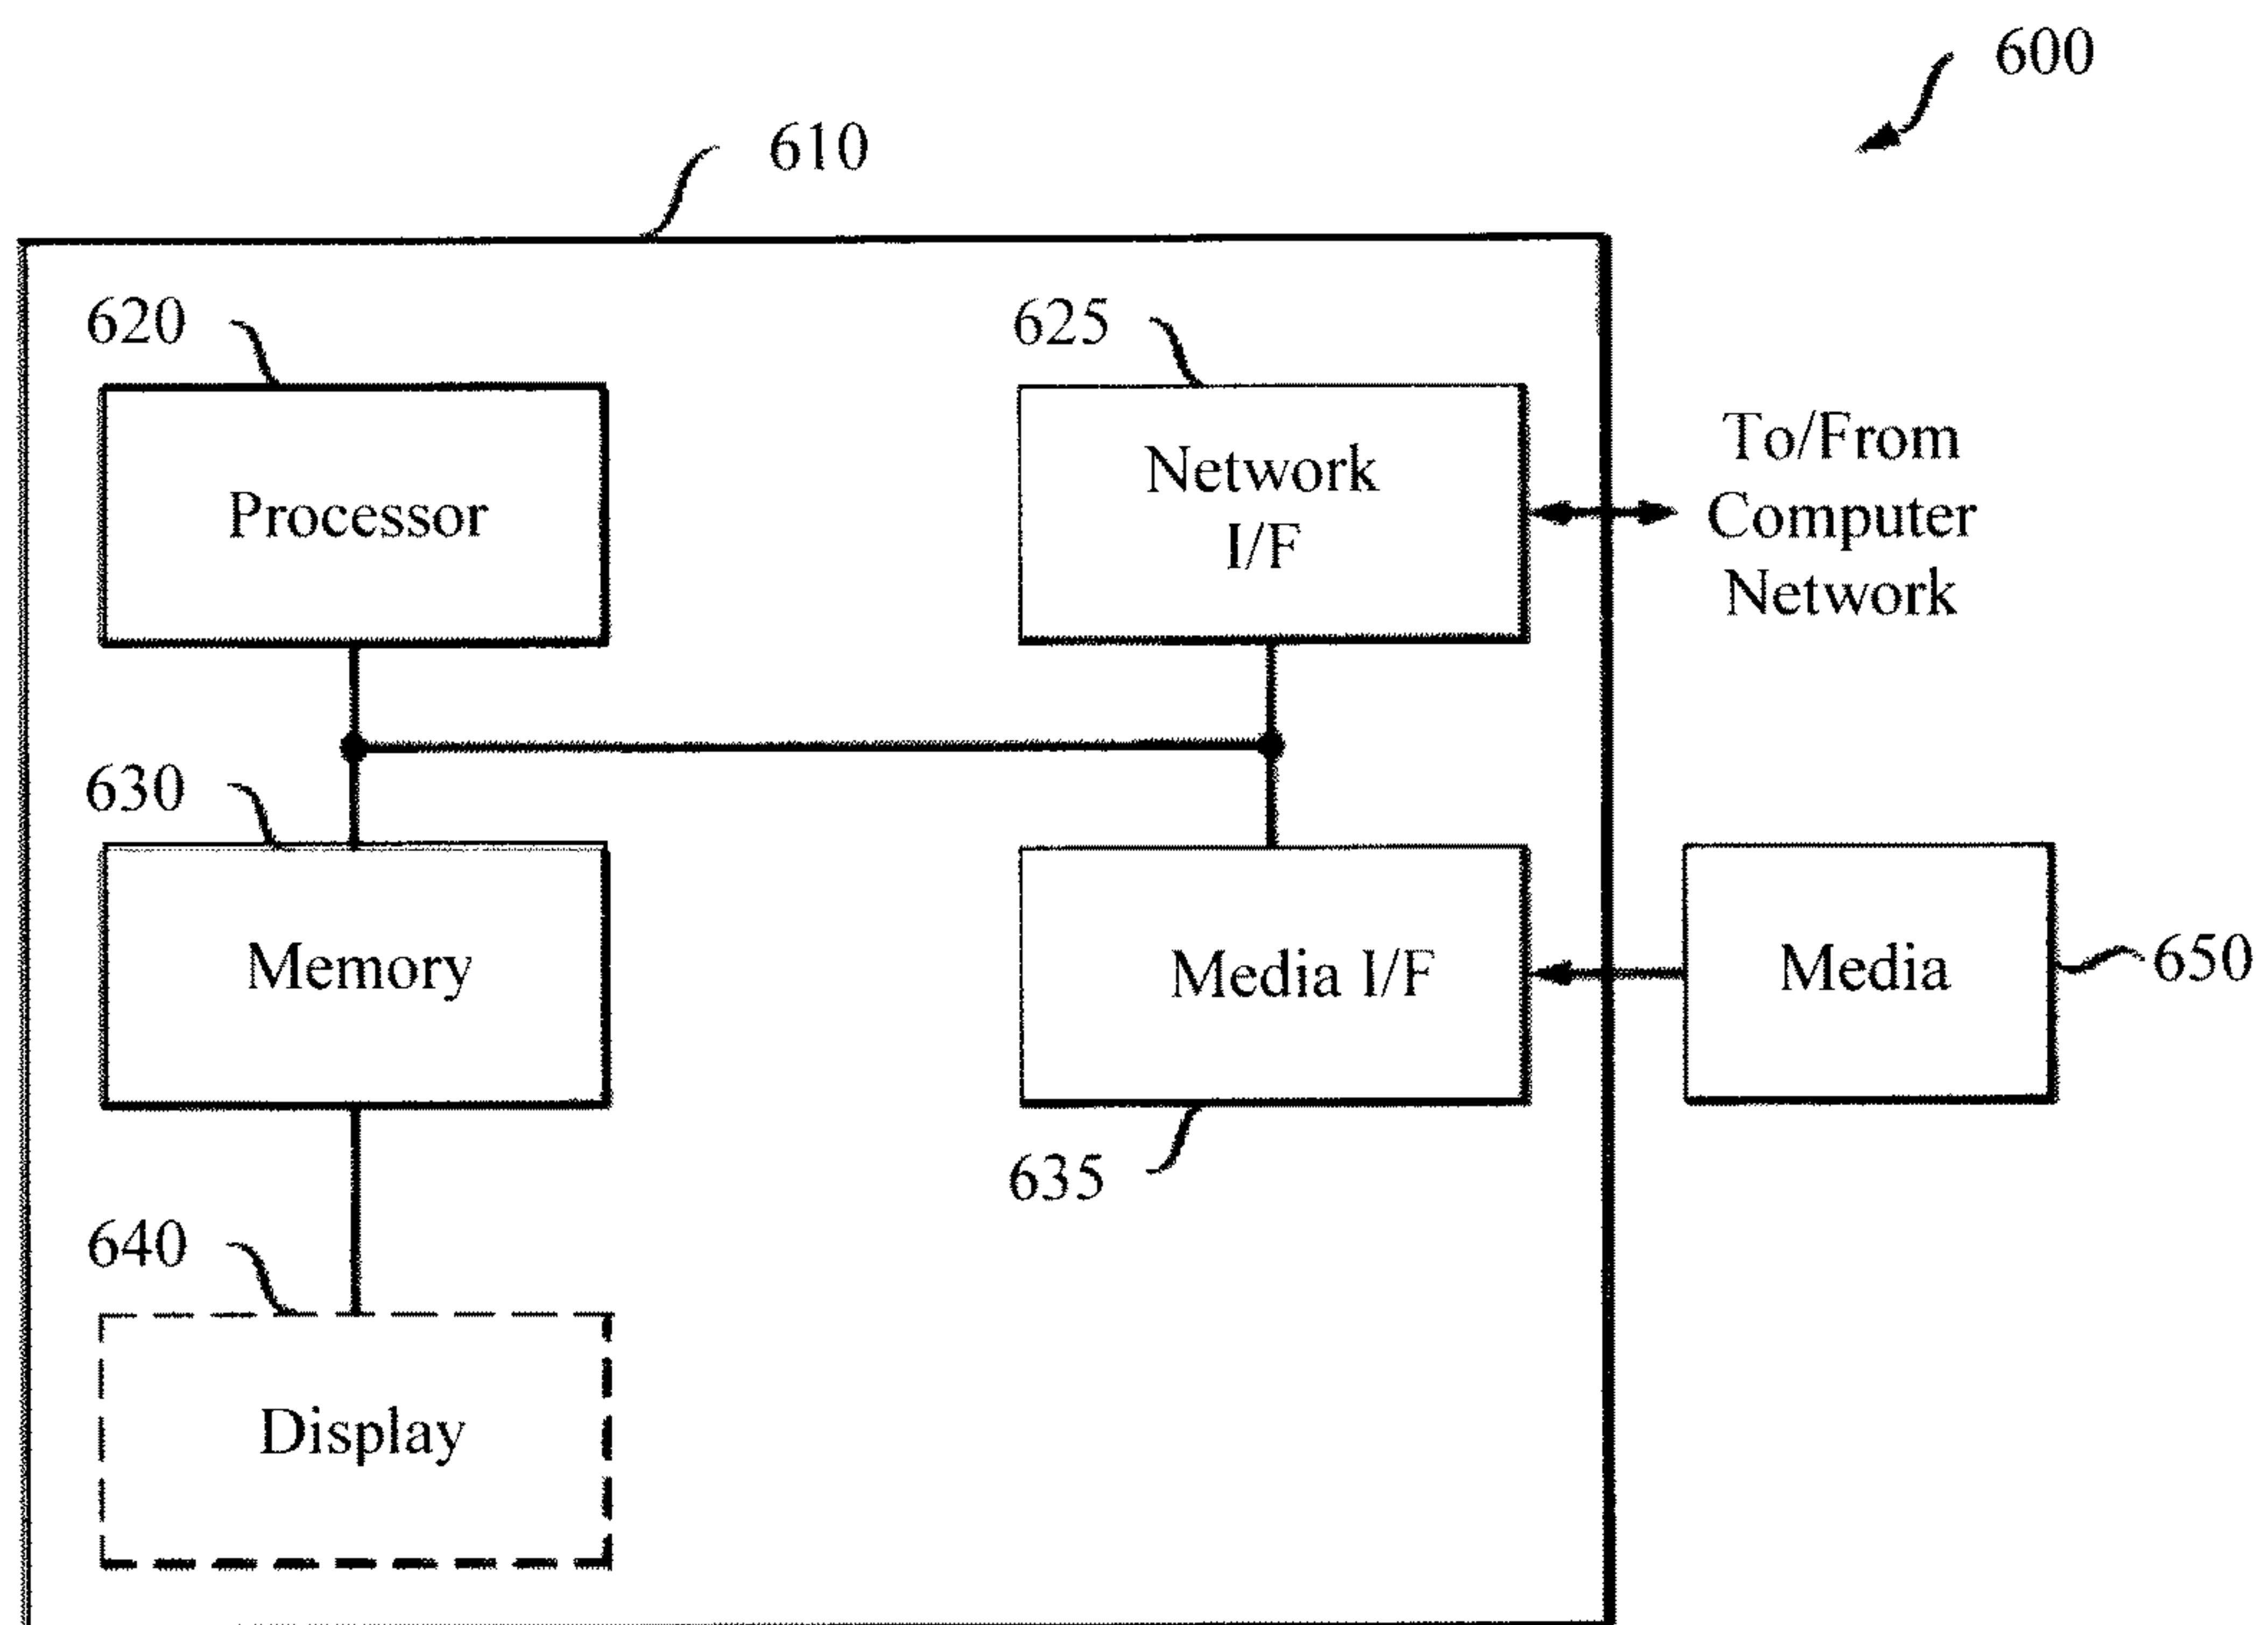 600
610
620
625
Processor
Network
I/F
To/From
Computer
Network
630
Memory
Media I/F
Media
650
635
640
Display